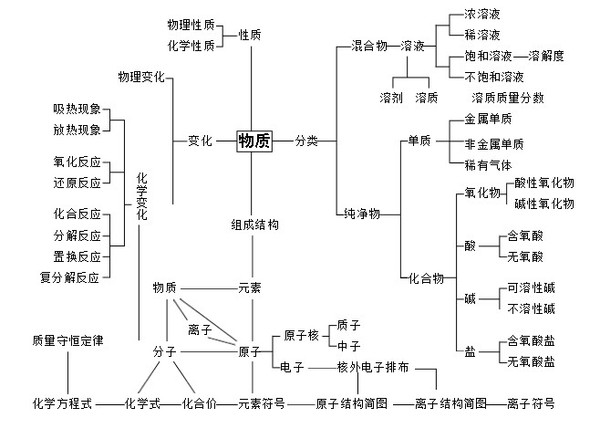 物理性质
化学性质
性质
物理变化
吸热现象
放热现象
氧化反应
还原反应
化合反应
分解反应
置换反应
复分解反应
化学变化
变化
物质
分类
混合物
溶液
浓溶液
稀溶液
饱和溶液
溶解度
不饱和溶液
溶剂
溶质
溶质质量分数
纯净物
单质
金属单质
非金属单质
稀有气体
化合物
氧化物
酸性氧化物
碱性氧化物
酸
含氧酸
无氧酸
碱
可溶性碱
不溶性碱
盐
含氧酸盐
无氧酸盐
组成结构
物质
元素
离子
分子
原子
原子核
质子
中子
电子
核外电子排布
质量守恒定律
化学方程式
化学式
化合价
元素符号
原子结构简图
离子结构简图
离子符号